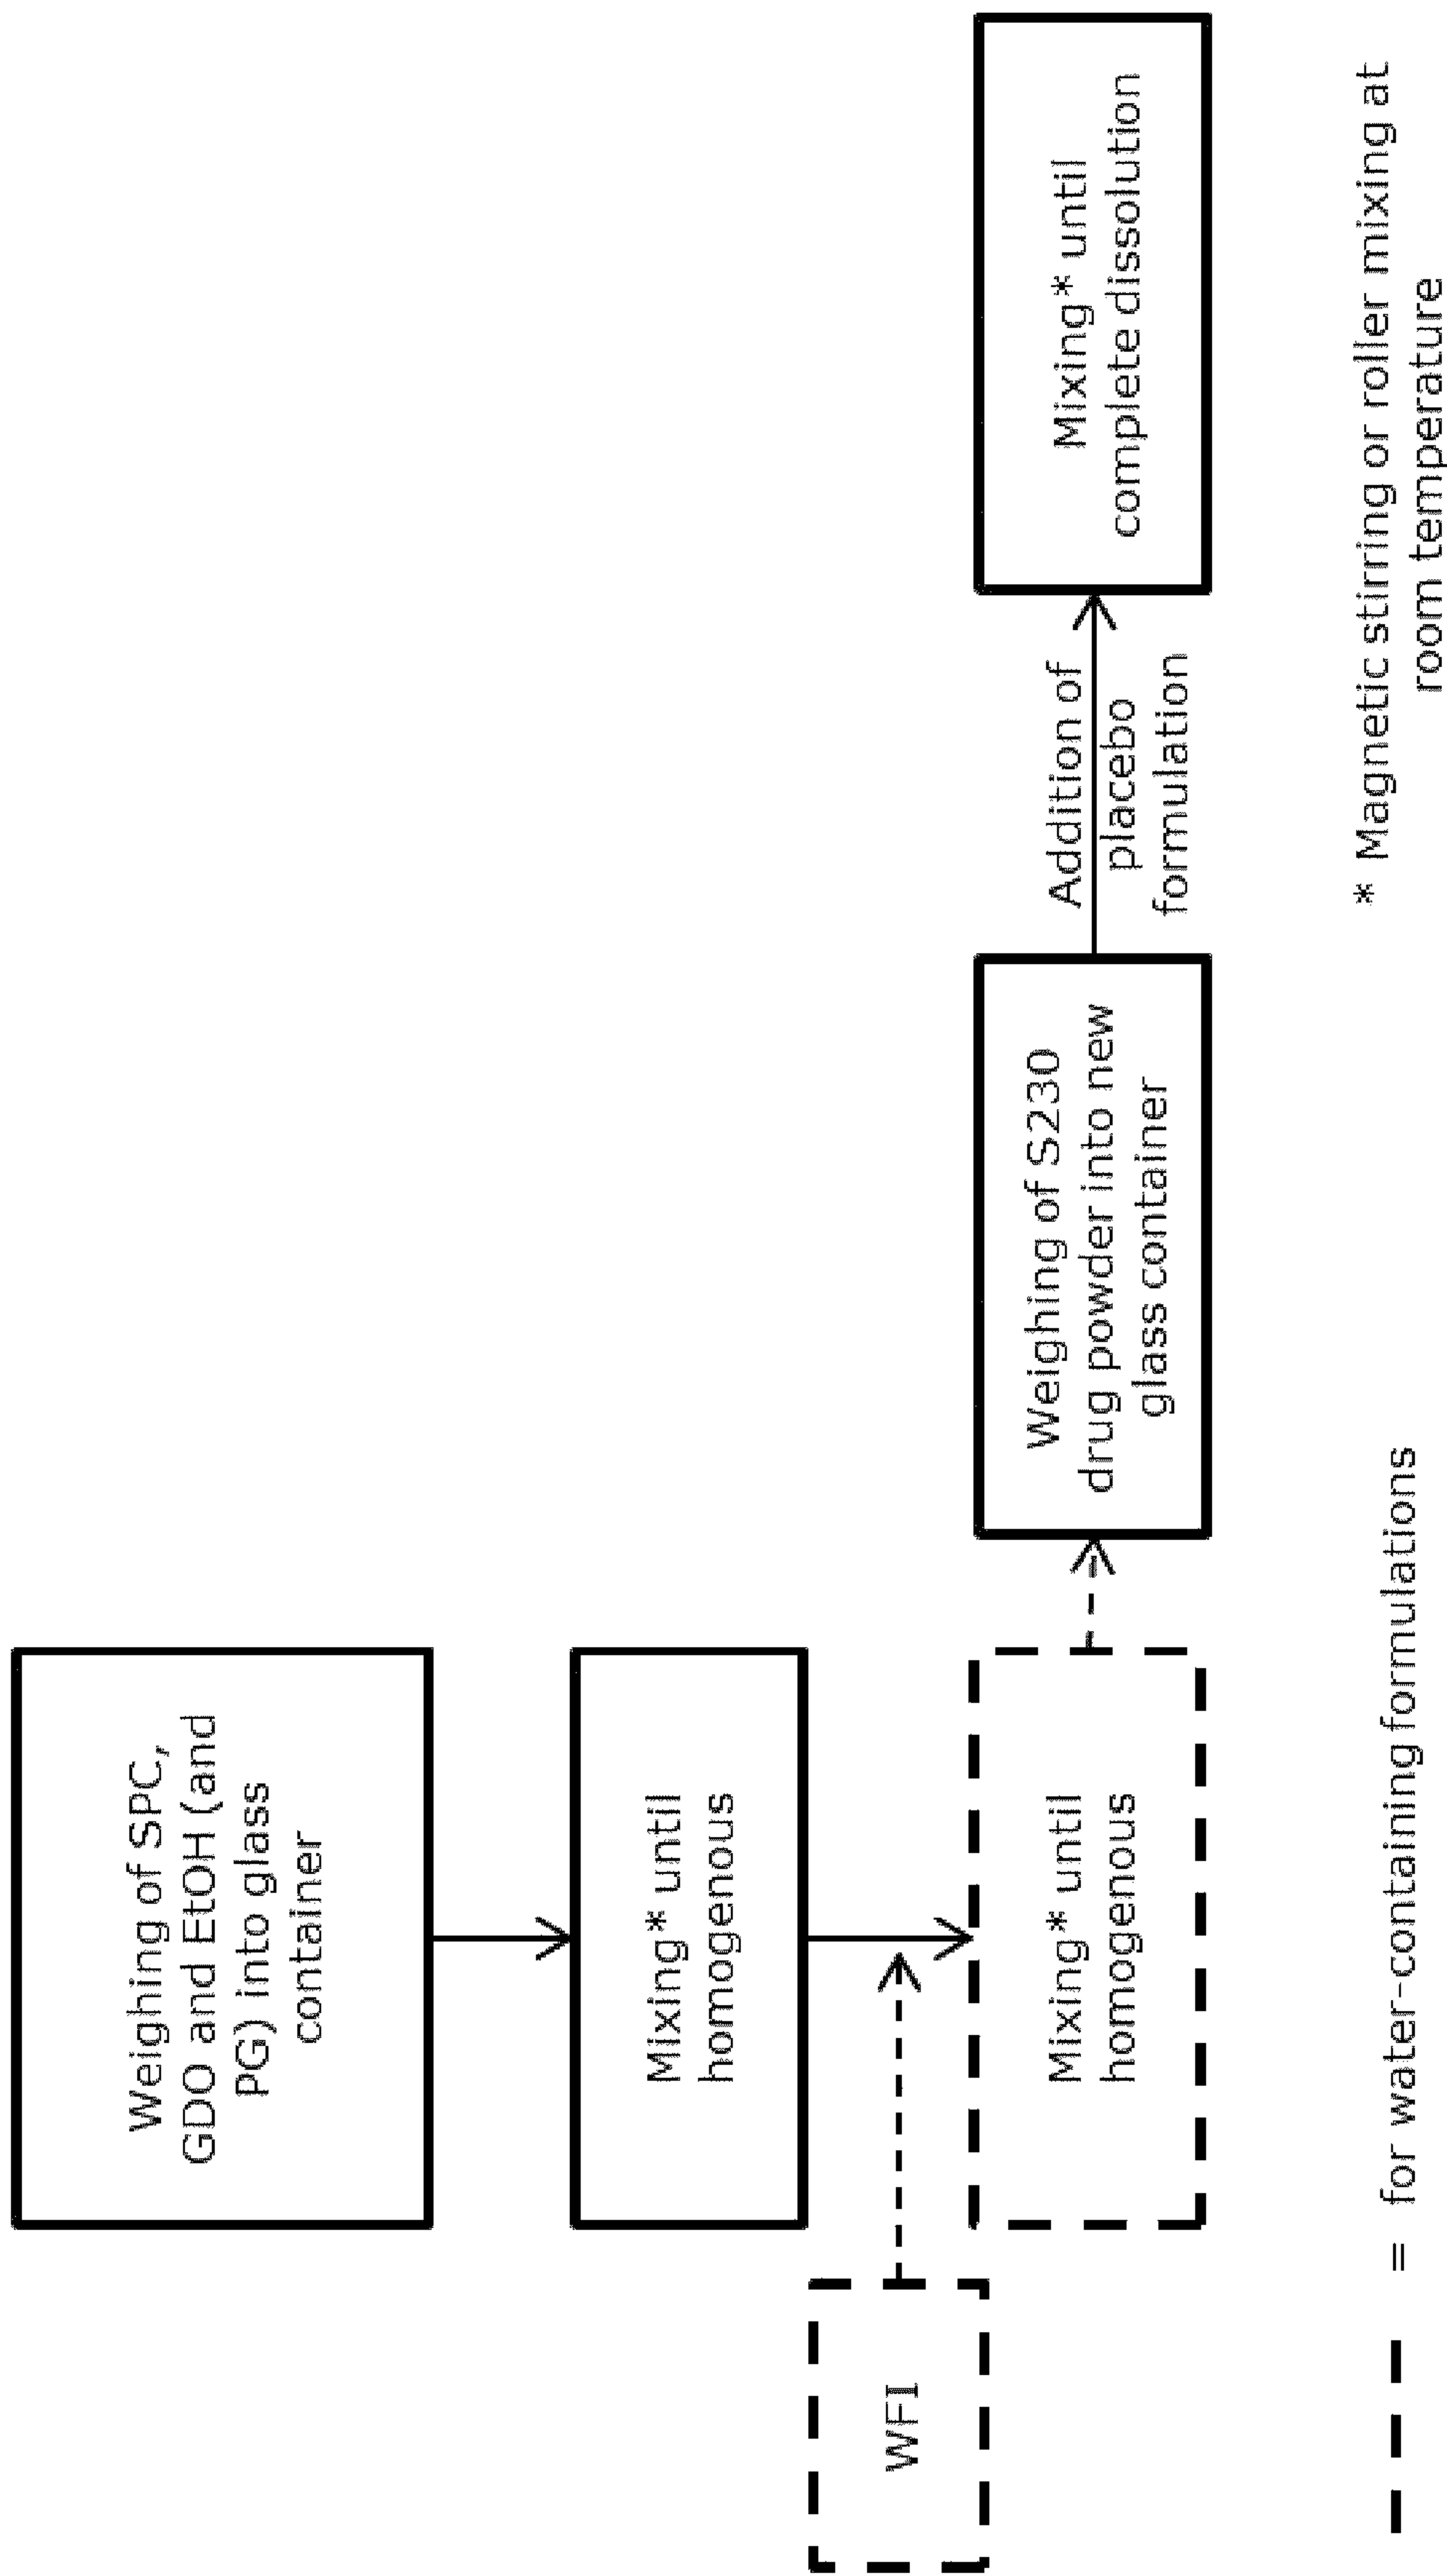 Weighing of SPC,
GDO and EtOH (and
PG) into glass
container
Mixing* until
homogenous
WFI
Mixing* until
homogenous
Weighing of S230
drug powder into new
glass container
Addition of
placebo
formulation
Mixing* until
complete dissolution
= for water-containing formulations
* Magnetic stirring or roller mixing at
room temperature